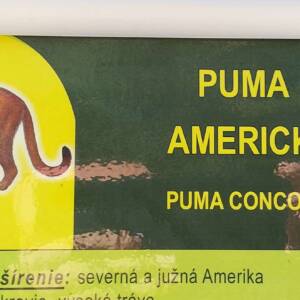 PUMA
AMERICK
PUMA CONCO
šírenie: severná a južná Amerika